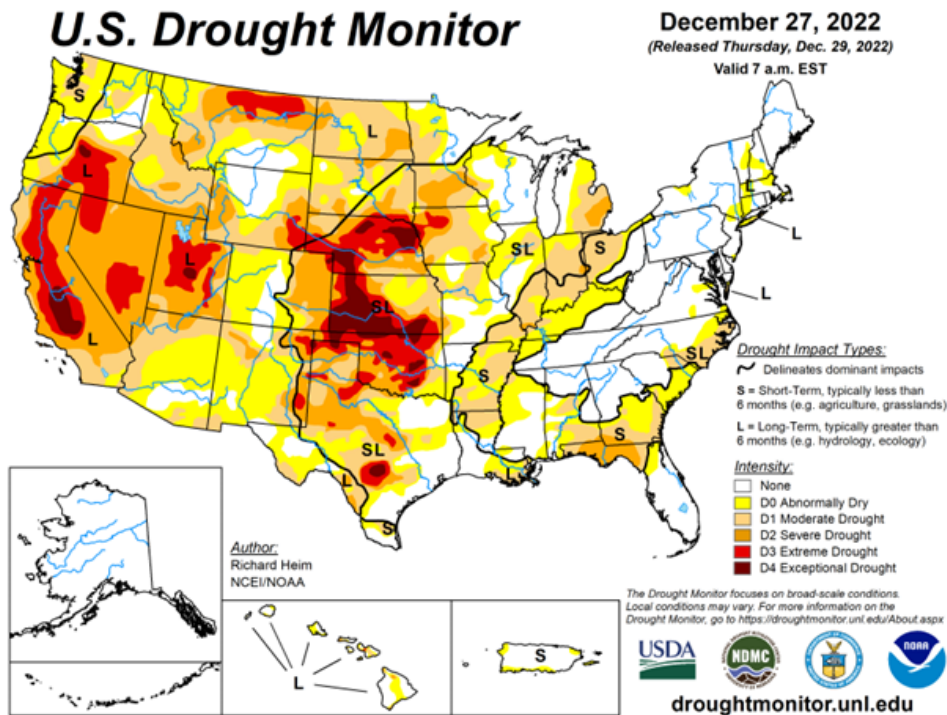 U.S. Drought Monitor
December 27, 2022
(Released Thursday, Dec. 29, 2022)
Valid 7 a.m. EST
S
L
L
L
L
SL
S
L
L
L
SL
SL
S
S
SL
L
L
S
Drought Impact Types:
Delineates dominant impacts
S = Short-Term, typically less than
6 months (e.g. agriculture, grasslands)
L = Long-Term, typically greater than
6 months (e.g. hydrology, ecology)
Intensity:
None
D0 Abnormally Dry
D1 Moderate Drought
D2 Severe Drought
D3 Extreme Drought
D4 Exceptional Drought
Author:
Richard Heim
NCEI/NOAA
L
S
The Drought Monitor focuses on broad-scale conditions.
Local conditions may vary. For more information on the
Drought Monitor, go to https://droughtmonitor.unl.edu/About.aspx
USDA
NDMC
NOAA
droughtmonitor.unl.edu